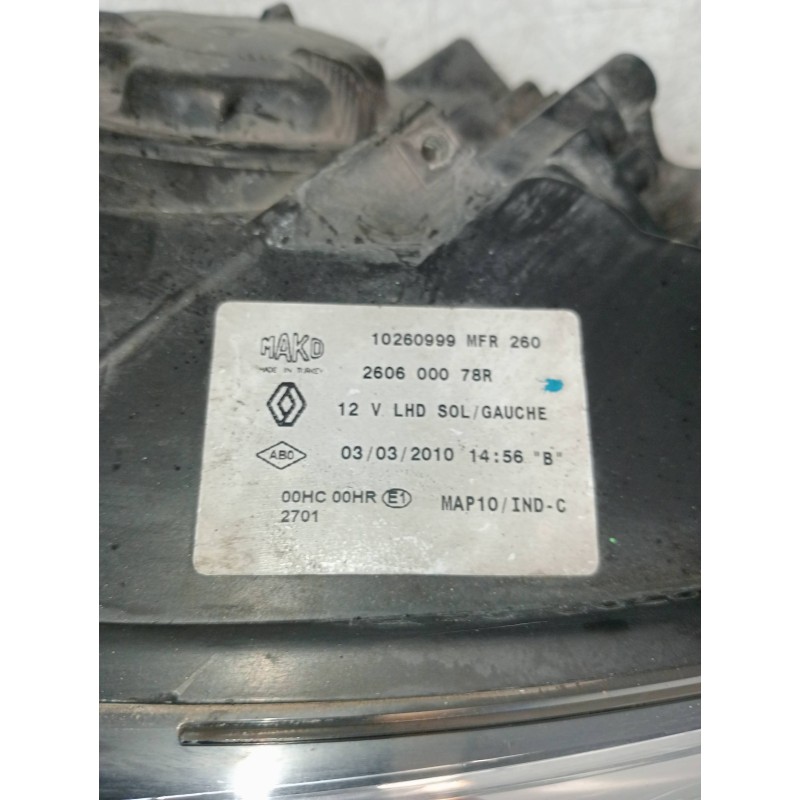 MAKO 10260999 MFR 260
MADE IN TURKEY
2606 000 78R
12 V LHD SOL/GAUCHE
ABO 03/03/2010 14:56 "B"
00HC 00HR E1 MAP10/IND-C
2701